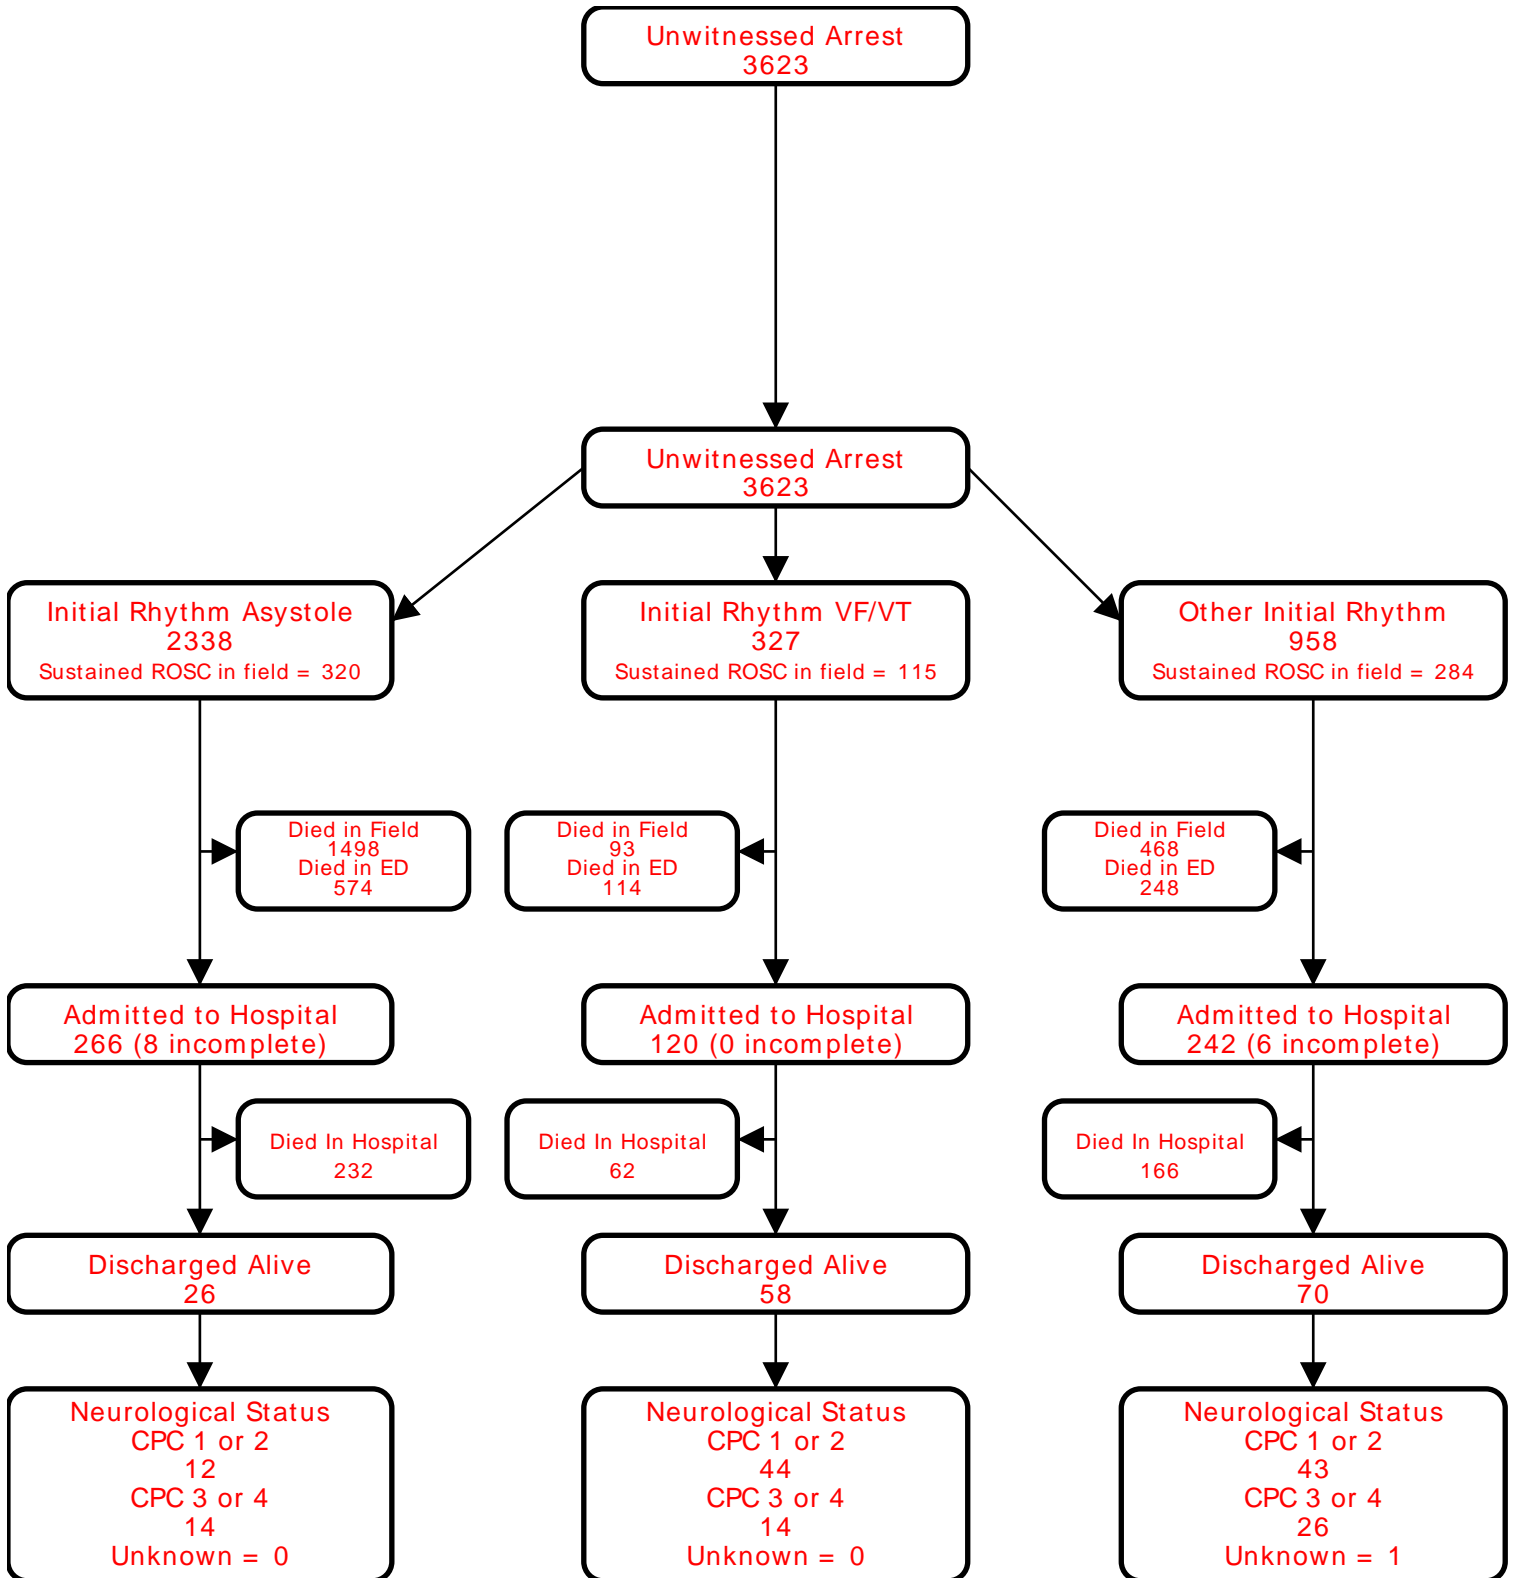 Unwitnessed Arrest
3623
Unwitnessed Arrest
3623
Initial Rhythm Asystole
2338
Sustained ROSC in field = 320
Initial Rhythm VF/VT
327
Sustained ROSC in field = 115
Other Initial Rhythm
958
Sustained ROSC in field = 284
Died in Field
1498
Died in ED
574
Died in Field
93
Died in ED
114
Died in Field
468
Died in ED
248
Admitted to Hospital
266 (8 incomplete)
Admitted to Hospital
120 (0 incomplete)
Admitted to Hospital
242 (6 incomplete)
Died In Hospital
232
Died In Hospital
62
Died In Hospital
166
Discharged Alive
26
Discharged Alive
58
Discharged Alive
70
Neurological Status
CPC 1 or 2
12
CPC 3 or 4
14
Unknown = 0
Neurological Status
CPC 1 or 2
44
CPC 3 or 4
14
Unknown = 0
Neurological Status
CPC 1 or 2
43
CPC 3 or 4
26
Unknown = 1